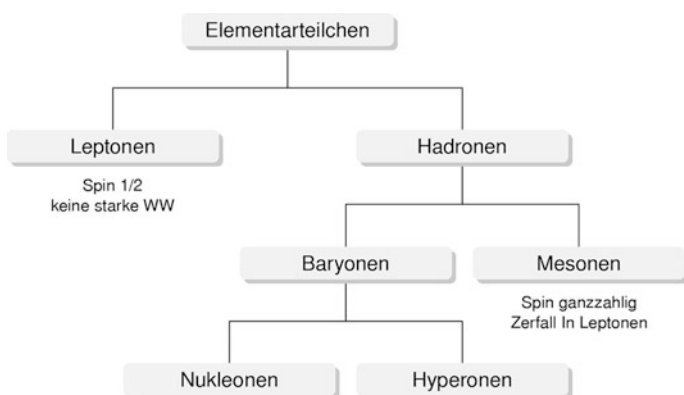 Elementarteilchen
Leptonen
Hadronen
Spin 1/2
keine starke WW
Baryonen
Mesonen
Spin ganzzahlig
Zerfall In Leptonen
Nukleonen
Hyperonen